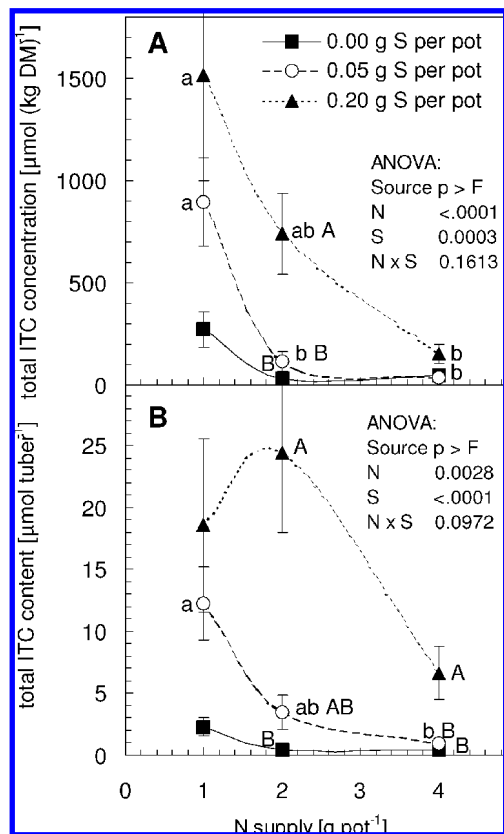 A
0.00 g S per pot
0.05 g S per pot
0.20 g S per pot
ANOVA:
Source p > F
N <.0001
S 0.0003
N x S 0.1613
total ITC concentration [µmol (kg DM)-1]
1500
1000
500
0
a
a
ab A
b B
B
b
b
B
ANOVA:
Source p > F
N 0.0028
S <.0001
N x S 0.0972
total ITC content [µmol tuber-1]
25
20
15
10
5
0
A
a
ab AB
B
A
b B
B
0 1 2 3 4
N supply [g pot-1]